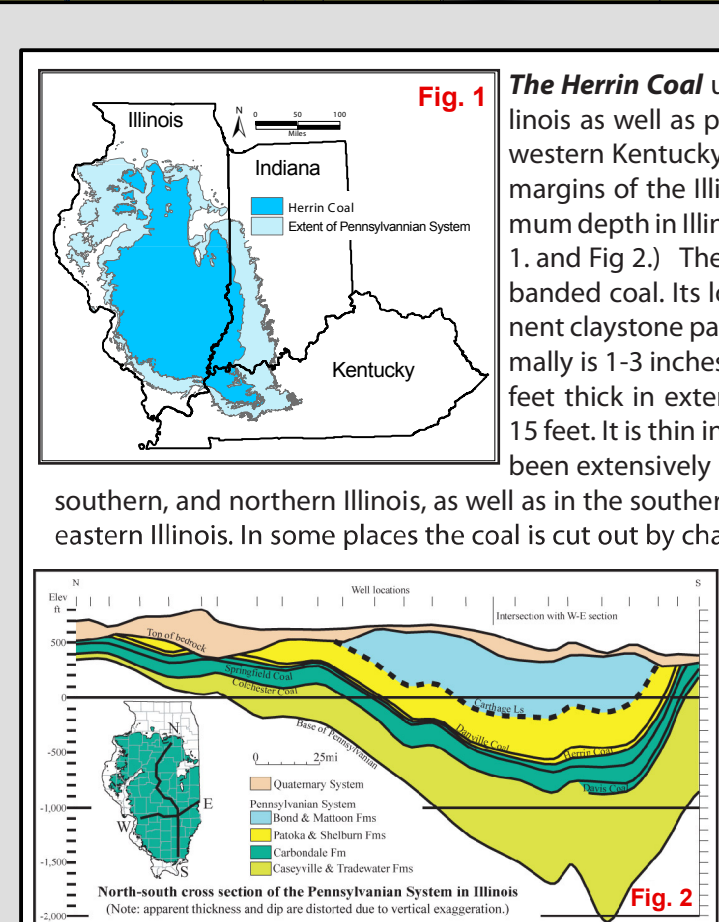 Fig. 1
N
0 50 100
Miles
Illinois
Indiana
Herrin Coal
Extent of Pennsylvannian System
Kentucky
The Herrin Coal u
linois as well as p
western Kentucky
margins of the Illi
mum depth in Illin
1. and Fig 2.) The
banded coal. Its lo
nent claystone pa
mally is 1-3 inches
feet thick in exter
15 feet. It is thin in
been extensively
southern, and northern Illinois, as well as in the souther
eastern Illinois. In some places the coal is cut out by cha
N
S
Elev
ft
Well locations
Intersection with W-E section
500
0
-500
-1,000
-1,500
-2,000
Top of bedrock
Springfield Coal
Colchester Coal
Base of Pennsylvanian
Carthage Ls
Danville Coal
Herrin Coal
Davis Coal
N
E
W
S
0 25mi
Quaternary System
Pennsylvanian System
Bond & Mattoon Fms
Patoka & Shelburn Fms
Carbondale Fm
Caseyville & Tradewater Fms
North-south cross section of the Pennsylvanian System in Illinois
(Note: apparent thickness and dip are distorted due to vertical exaggeration.)
Fig. 2